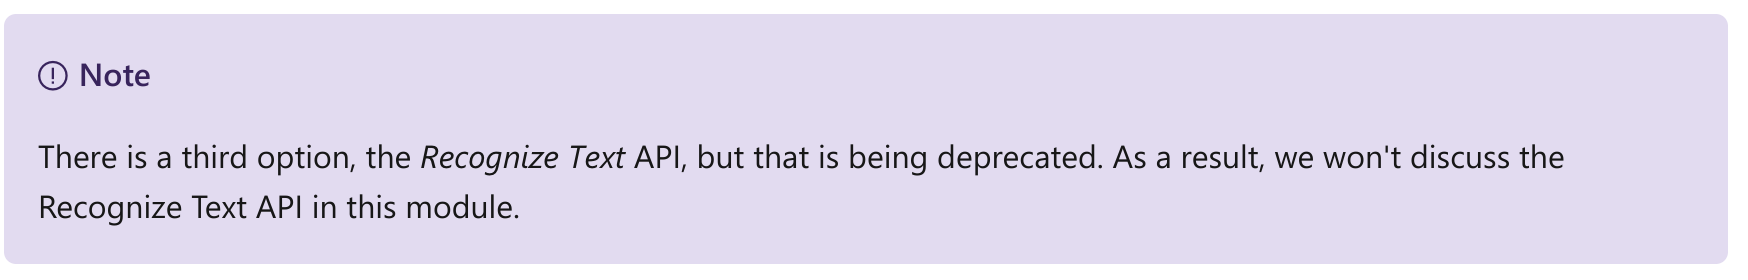 Note
There is a third option, the Recognize Text API, but that is being deprecated. As a result, we won't discuss the
Recognize Text API in this module.